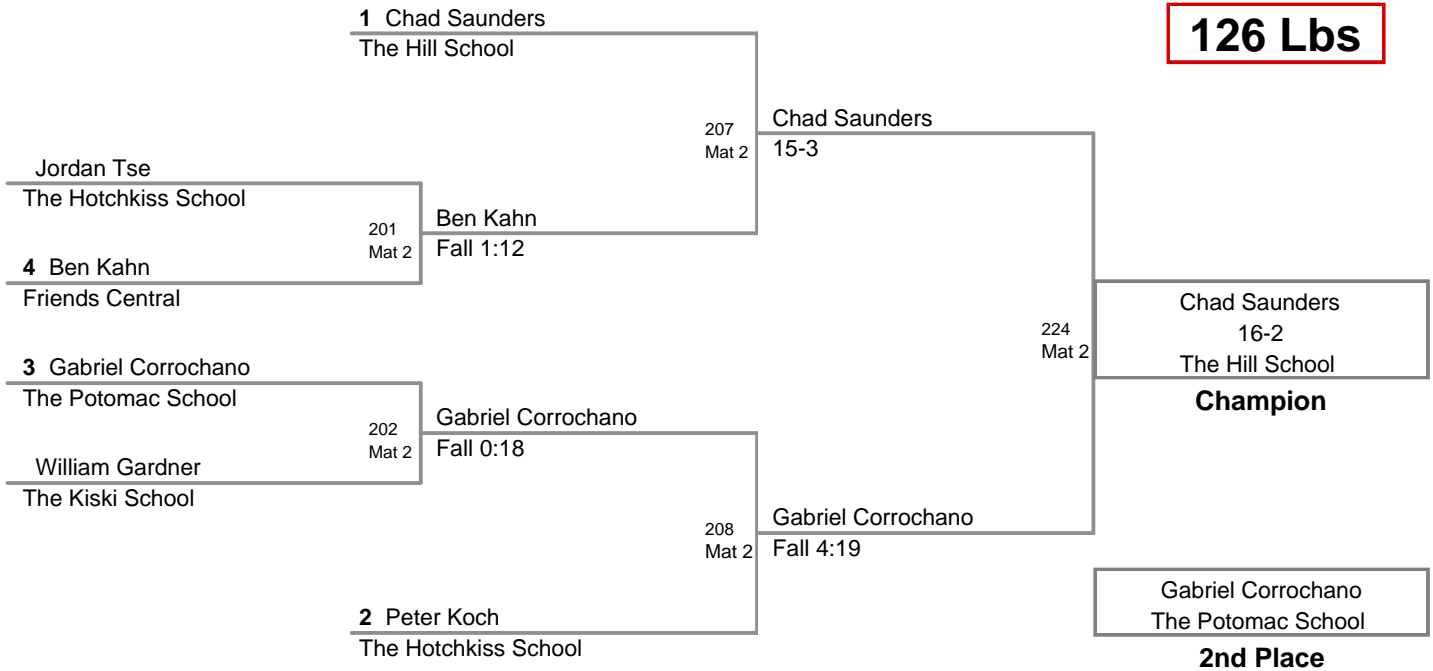 1 Chad Saunders
The Hill School
126 Lbs
207
Mat 2
Chad Saunders
15-3
Jordan Tse
The Hotchkiss School
201
Mat 2
Ben Kahn
Fall 1:12
4 Ben Kahn
Friends Central
224
Mat 2
Chad Saunders
16-2
The Hill School
Champion
3 Gabriel Corrochano
The Potomac School
202
Mat 2
Gabriel Corrochano
Fall 0:18
William Gardner
The Kiski School
208
Mat 2
Gabriel Corrochano
Fall 4:19
2 Peter Koch
The Hotchkiss School
Gabriel Corrochano
The Potomac School
2nd Place